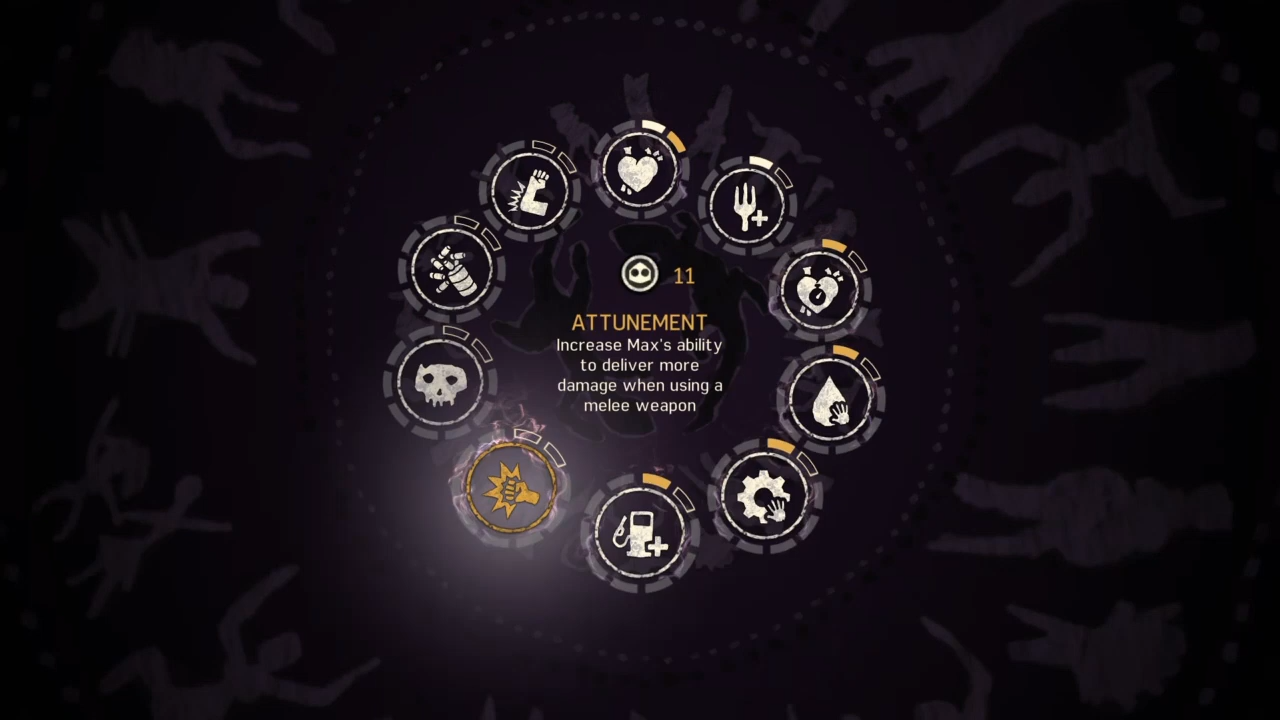 11
ATTUNEMENT
Increase Max's ability
to deliver more
damage when using a
melee weapon